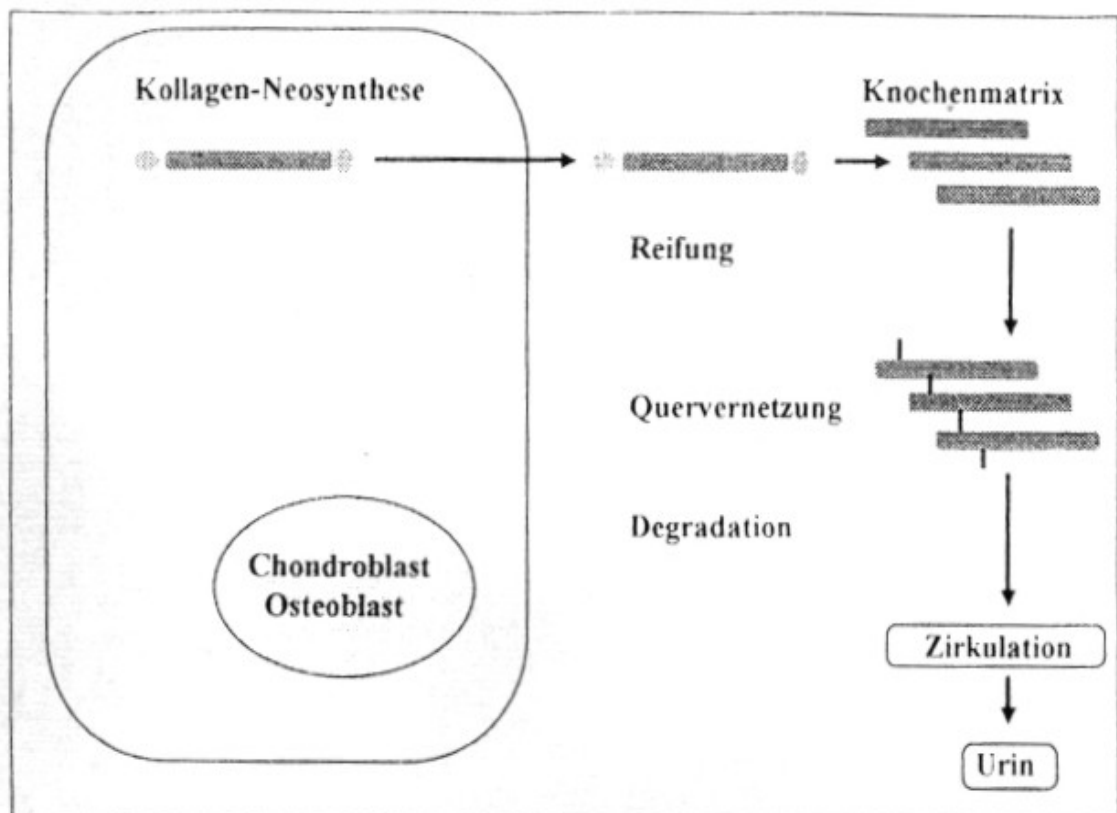 Kollagen-Neosynthese
Knochenmatrix
Reifung
Quervernetzung
Degradation
Chondroblast
Osteoblast
Zirkulation
Urin